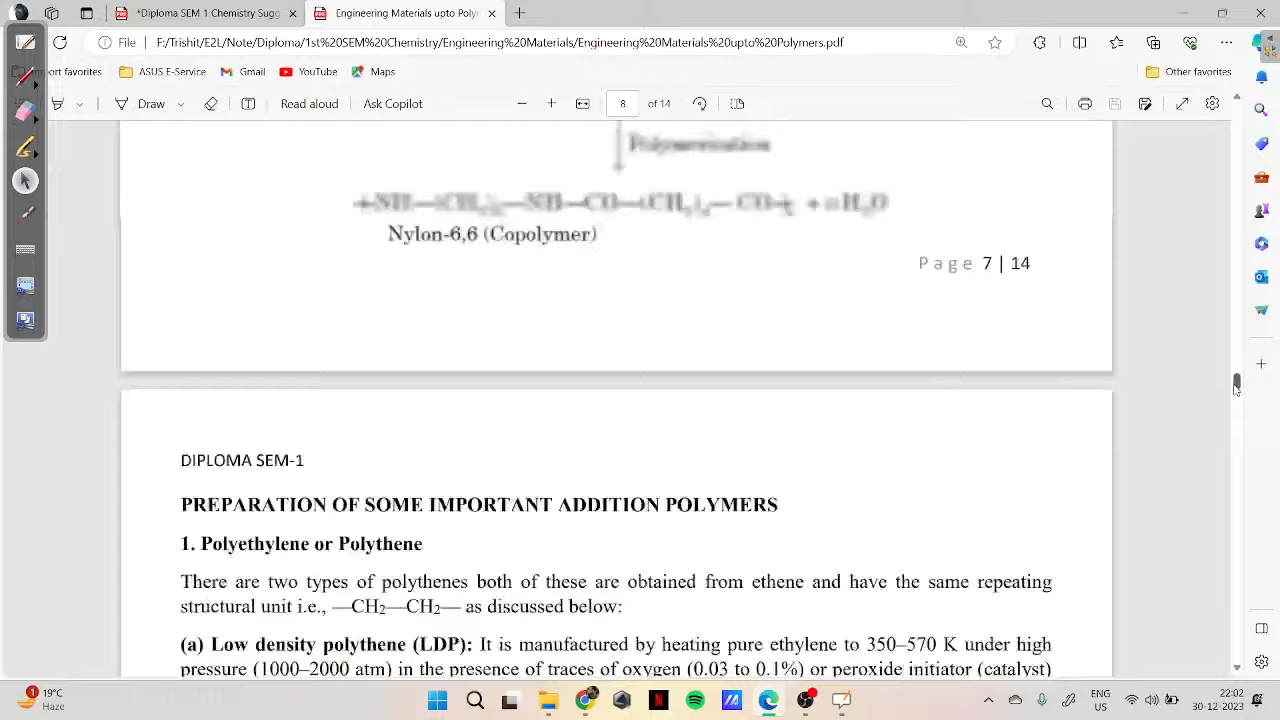 *Diploma SEM 1 Chemistry Sugg
Engineering Materials upto Polyr
File
F:/Trishit/E2L/Note/Diploma/1st%20SEM%20Chemistry/Engineering%20Materials/Engineering%20Materials%20upto%20Polymers.pdf
Import favorites
ASUS E-Service
Gmail
YouTube
Maps
Other favorites
Draw
Read aloud
Ask Copilot
8
of 14
Polymerisation
Nylon-6,6 (Copolymer)
Page 7 | 14
DIPLOMA SEM-1
PREPARATION OF SOME IMPORTANT ADDITION POLYMERS
1. Polyethylene or Polythene
There are two types of polythenes both of these are obtained from ethene and have the same repeating
structural unit i.e., —CH₂—CH₂— as discussed below:
(a) Low density polythene (LDP): It is manufactured by heating pure ethylene to 350–570 K under high
pressure (1000–2000 atm) in the presence of traces of oxygen (0.03 to 0.1%) or peroxide initiator (catalyst)
1
19°C
Haze
ENG
22:02
30-12-2022